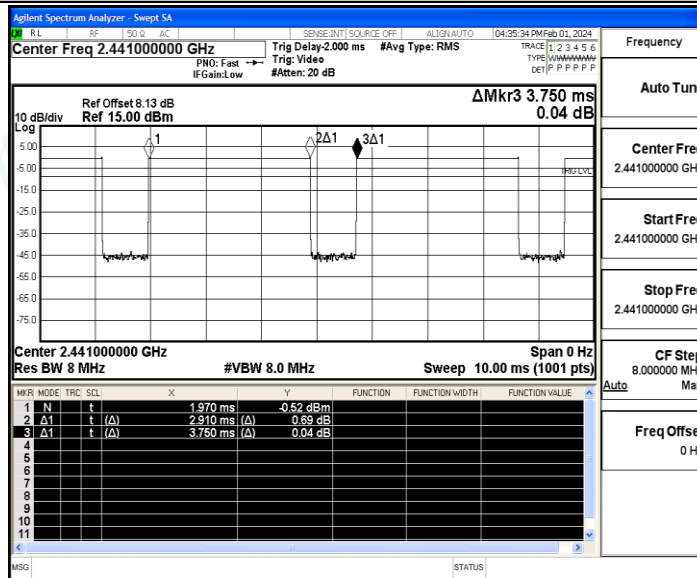 Agilent Spectrum Analyzer - Swept SA
RL RF 50 Ω AC SENSE:INT SOURCE OFF ALIGN AUTO 04:35:34 PM Feb 01, 2024
Center Freq 2.441000000 GHz
PNO: Fast
IFGain:Low
Trig Delay-2.000 ms #Avg Type: RMS
Trig: Video
#Atten: 20 dB
TRACE 1 2 3 4 5 6
TYPE
DET P P P P P P
ΔMkr3 3.750 ms
0.04 dB
Ref Offset 8.13 dB
10 dB/div Ref 15.00 dBm
Log
5.00
-5.00
-15.0
-25.0
-35.0
-45.0
-55.0
-65.0
-75.0
1
2Δ1
3Δ1
TRIG LVL
Center 2.441000000 GHz Span 0 Hz
Res BW 8 MHz #VBW 8.0 MHz Sweep 10.00 ms (1001 pts)
MKR MODE TRC SCL X Y FUNCTION FUNCTION WIDTH FUNCTION VALUE
1 N t 1.970 ms -0.52 dBm
2 Δ1 t (Δ) 2.910 ms (Δ) 0.69 dB
3 Δ1 t (Δ) 3.750 ms (Δ) 0.04 dB
4
5
6
7
8
9
10
11
MSG STATUS
Frequency
Auto Tun
Center Fre
2.441000000 GH
Start Fre
2.441000000 GH
Stop Fre
2.441000000 GH
CF Step
8.000000 MH
Auto Ma
Freq Offse
0 H